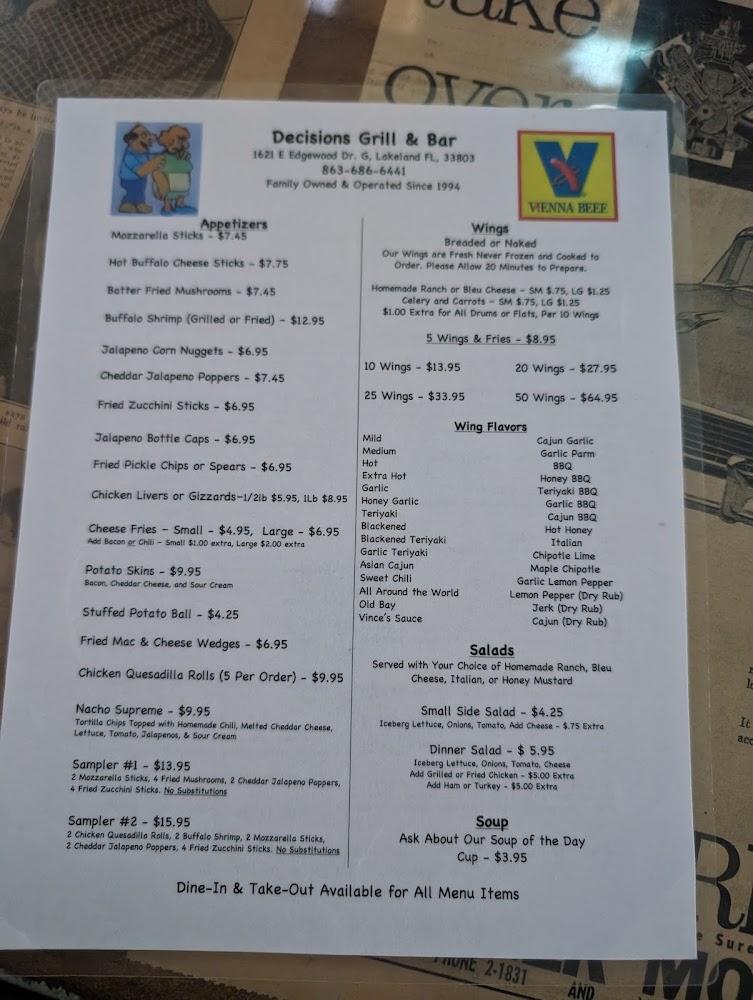 take
over
Decisions Grill & Bar
1621 E Edgewood Dr. G, Lakeland FL, 33803
863-686-6441
Family Owned & Operated Since 1994
V
VIENNA BEEF
Appetizers
Mozzarella Sticks - $7.45
Hot Buffalo Cheese Sticks - $7.75
Batter Fried Mushrooms - $7.45
Buffalo Shrimp (Grilled or Fried) - $12.95
Jalapeno Corn Nuggets - $6.95
Cheddar Jalapeno Poppers - $7.45
Fried Zucchini Sticks - $6.95
Jalapeno Bottle Caps - $6.95
Fried Pickle Chips or Spears - $6.95
Chicken Livers or Gizzards-1/2lb $5.95, 1Lb $8.95
Cheese Fries - Small - $4.95, Large - $6.95
Add Bacon or Chili - Small $1.00 extra, Large $2.00 extra
Potato Skins - $9.95
Bacon, Cheddar Cheese, and Sour Cream
Stuffed Potato Ball - $4.25
Fried Mac & Cheese Wedges - $6.95
Chicken Quesadilla Rolls (5 Per Order) - $9.95
Nacho Supreme - $9.95
Tortilla Chips Topped with Homemade Chili, Melted Cheddar Cheese,
Lettuce, Tomato, Jalapenos, & Sour Cream
Sampler #1 - $13.95
2 Mozzarella Sticks, 4 Fried Mushrooms, 2 Cheddar Jalapeno Poppers,
4 Fried Zucchini Sticks. No Substitutions
Sampler #2 - $15.95
2 Chicken Quesadilla Rolls, 2 Buffalo Shrimp, 2 Mozzarella Sticks,
2 Cheddar Jalapeno Poppers, 4 Fried Zucchini Sticks. No Substitutions
Wings
Breaded or Naked
Our Wings are Fresh Never Frozen and Cooked to
Order. Please Allow 20 Minutes to Prepare.
Homemade Ranch or Bleu Cheese - SM $.75, LG $1.25
Celery and Carrots - SM $.75, LG $1.25
$1.00 Extra for All Drums or Flats, Per 10 Wings
5 Wings & Fries - $8.95
10 Wings - $13.95
20 Wings - $27.95
25 Wings - $33.95
50 Wings - $64.95
Wing Flavors
Mild
Medium
Hot
Extra Hot
Garlic
Honey Garlic
Teriyaki
Blackened
Blackened Teriyaki
Garlic Teriyaki
Asian Cajun
Sweet Chili
All Around the World
Old Bay
Vince's Sauce
Cajun Garlic
Garlic Parm
BBQ
Honey BBQ
Teriyaki BBQ
Garlic BBQ
Cajun BBQ
Hot Honey
Italian
Chipotle Lime
Maple Chipotle
Garlic Lemon Pepper
Lemon Pepper (Dry Rub)
Jerk (Dry Rub)
Cajun (Dry Rub)
Salads
Served with Your Choice of Homemade Ranch, Bleu
Cheese, Italian, or Honey Mustard
Small Side Salad - $4.25
Iceberg Lettuce, Onions, Tomato, Add Cheese - $.75 Extra
Dinner Salad - $ 5.95
Iceberg Lettuce, Onions, Tomato, Cheese
Add Grilled or Fried Chicken - $5.00 Extra
Add Ham or Turkey - $5.00 Extra
Soup
Ask About Our Soup of the Day
Cup - $3.95
Dine-In & Take-Out Available for All Menu Items
PHONE 2-1831
AND